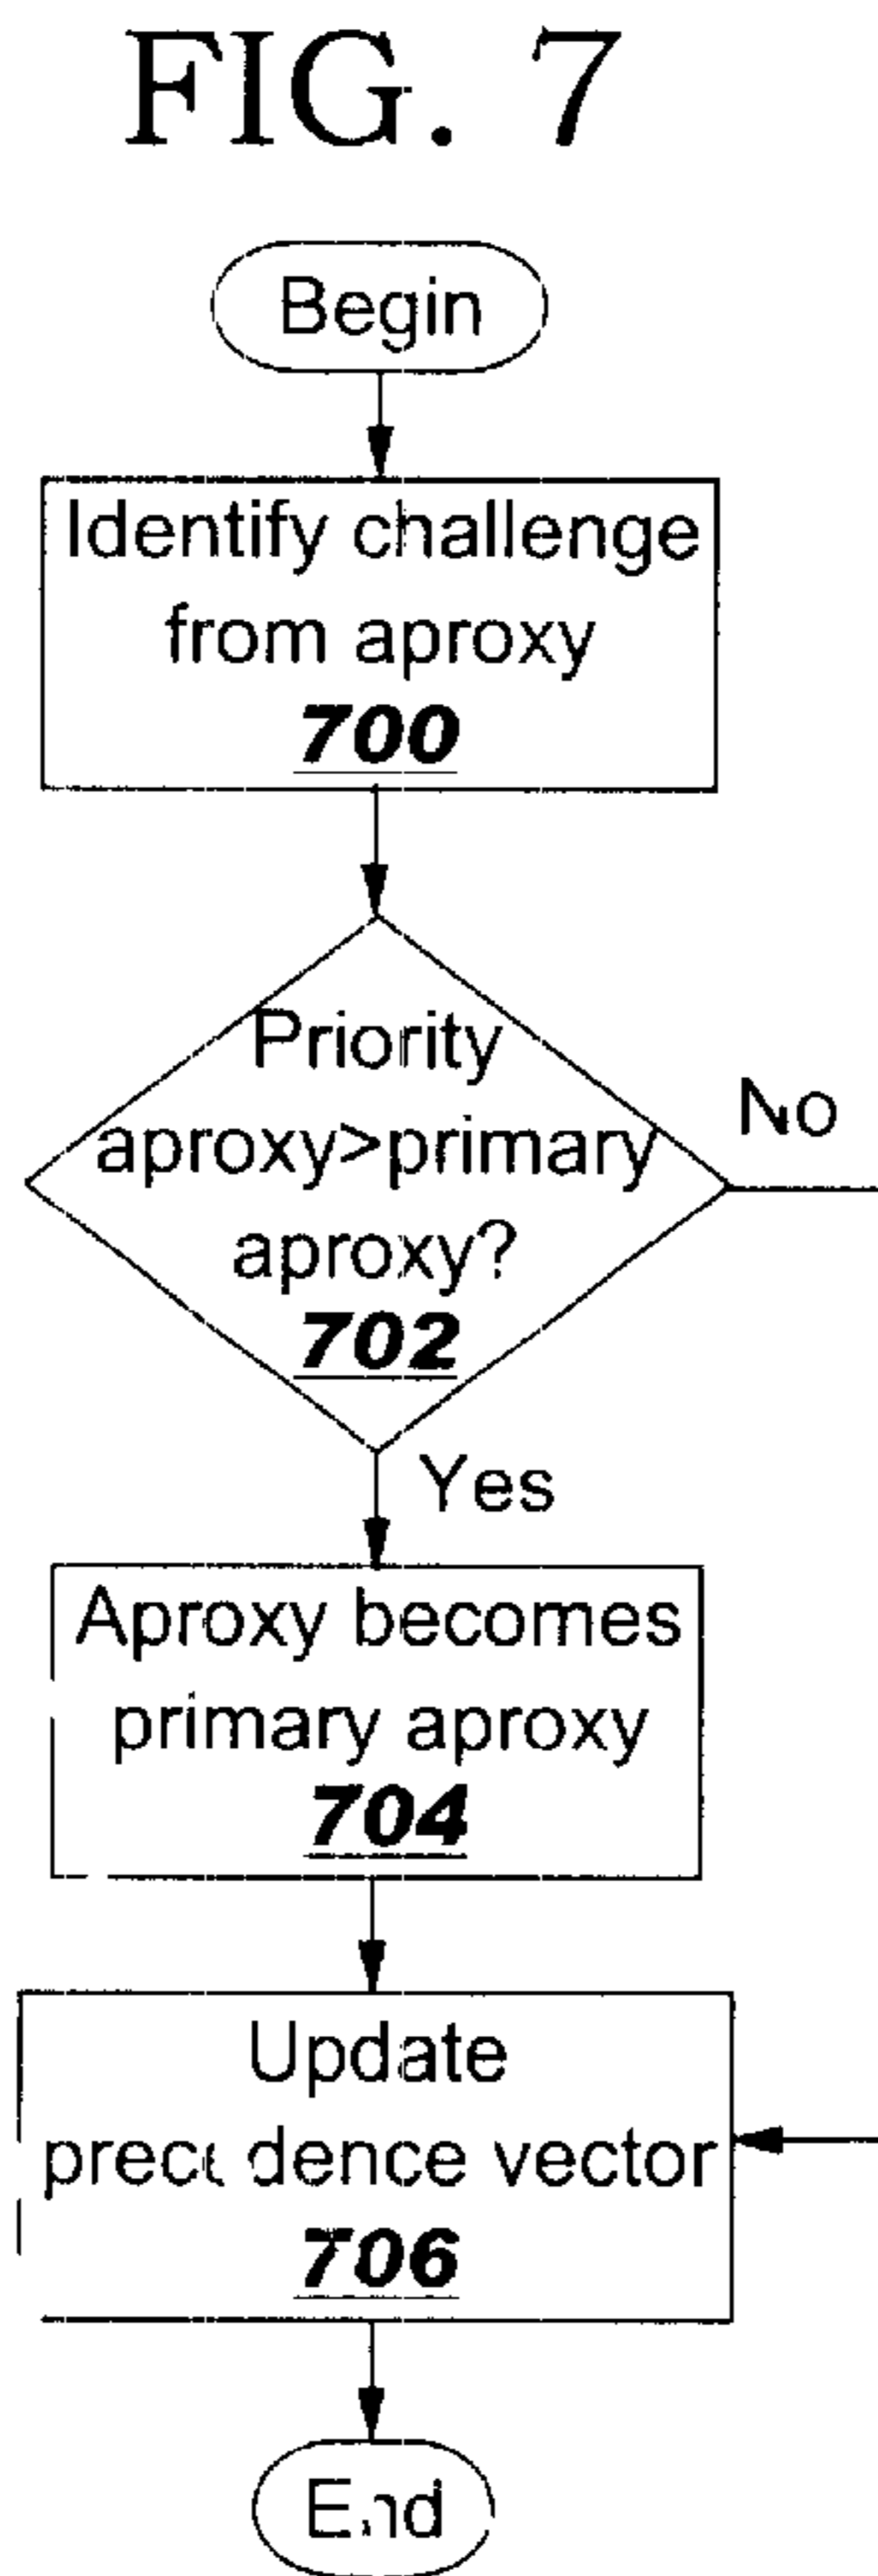 FIG. 7
Begin
Identify challenge
from aproxy
700
Priority
aproxy>primary
aproxy?
702
No
Yes
Aproxy becomes
primary aproxy
704
Update
precedence vector
706
End